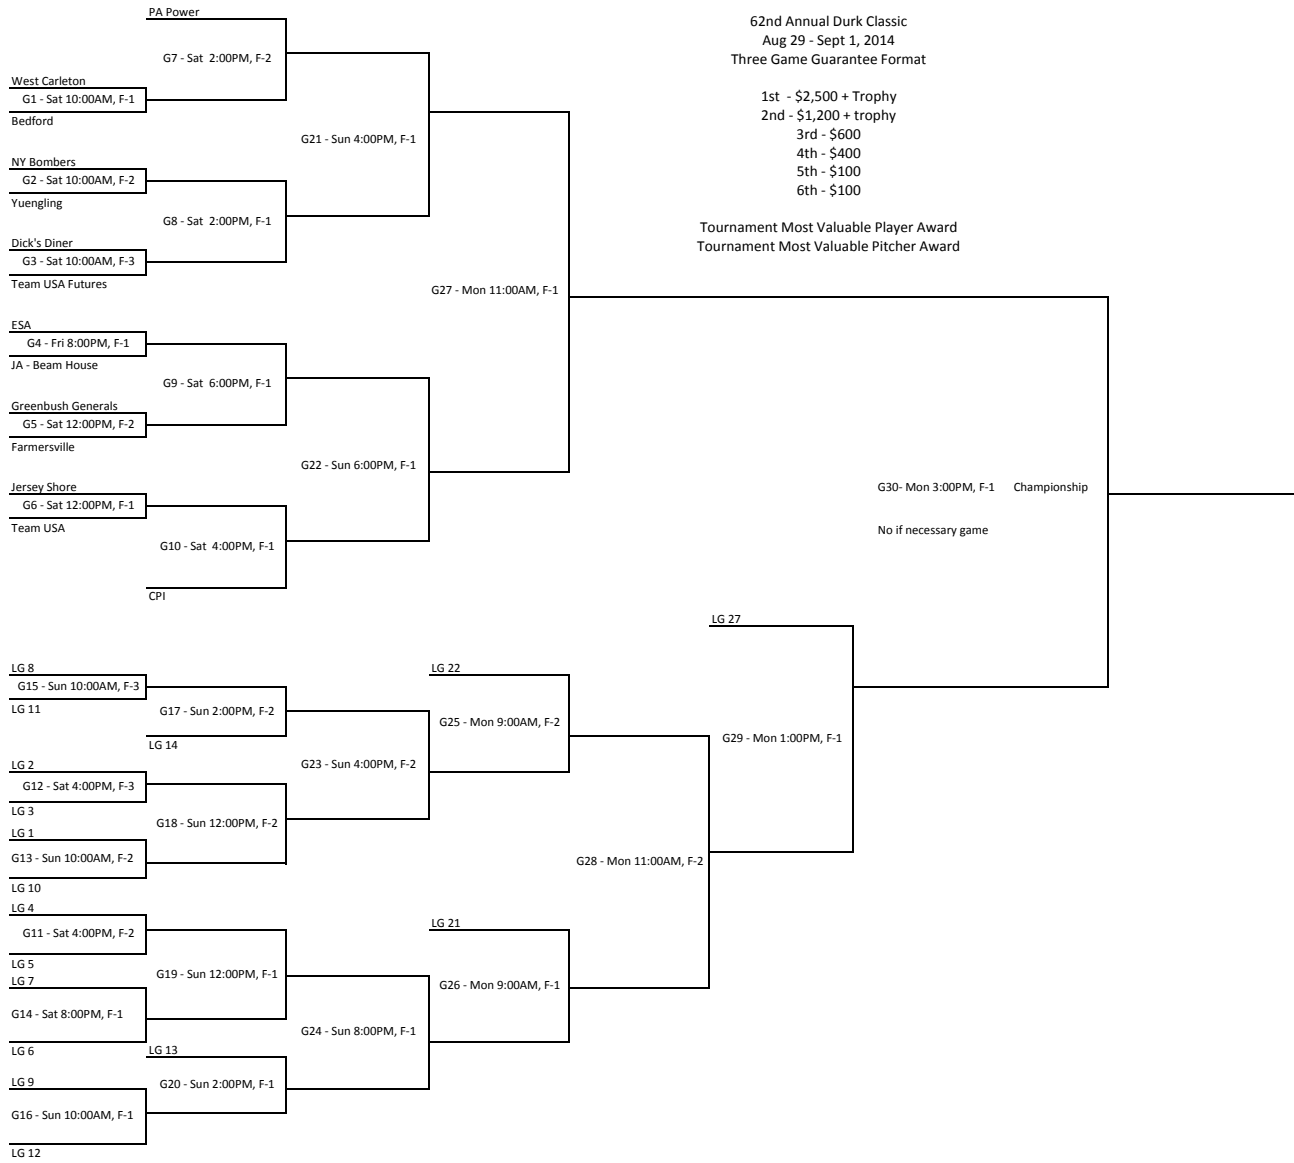 PA Power
62nd Annual Durk Classic
Aug 29 - Sept 1, 2014
Three Game Guarantee Format
G7 - Sat  2:00PM, F-2
West Carleton
G1 - Sat 10:00AM, F-1
Bedford
1st  - $2,500 + Trophy
2nd - $1,200 + trophy
3rd - $600
4th - $400
5th - $100
6th - $100
G21 - Sun 4:00PM, F-1
NY Bombers
G2 - Sat 10:00AM, F-2
Yuengling
G8 - Sat  2:00PM, F-1
Tournament Most Valuable Player Award
Tournament Most Valuable Pitcher Award
Dick's Diner
G3 - Sat 10:00AM, F-3
Team USA Futures
G27 - Mon 11:00AM, F-1
ESA
G4 - Fri 8:00PM, F-1
JA - Beam House
G9 - Sat  6:00PM, F-1
Greenbush Generals
G5 - Sat 12:00PM, F-2
Farmersville
G22 - Sun 6:00PM, F-1
Jersey Shore
G6 - Sat 12:00PM, F-1
Team USA
G30- Mon 3:00PM, F-1      Championship
No if necessary game
G10 - Sat  4:00PM, F-1
CPI
LG 27
LG 8
G15 - Sun 10:00AM, F-3
LG 11
LG 22
G17 - Sun 2:00PM, F-2
G25 - Mon 9:00AM, F-2
G29 - Mon 1:00PM, F-1
LG 14
LG 2
G23 - Sun 4:00PM, F-2
G12 - Sat 4:00PM, F-3
LG 3
G18 - Sun 12:00PM, F-2
LG 1
G13 - Sun 10:00AM, F-2
G28 - Mon 11:00AM, F-2
LG 10
LG 4
LG 21
G11 - Sat 4:00PM, F-2
LG 5
G19 - Sun 12:00PM, F-1
LG 7
G26 - Mon 9:00AM, F-1
G14 - Sat 8:00PM, F-1
G24 - Sun 8:00PM, F-1
LG 6
LG 13
LG 9
G20 - Sun 2:00PM, F-1
G16 - Sun 10:00AM, F-1
LG 12